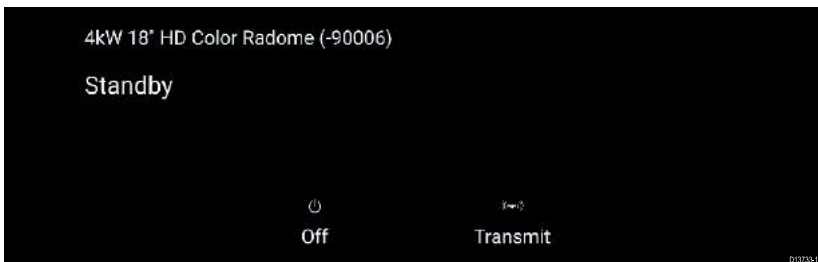 4kW 18" HD Color Radome (-90006)
Standby
Off
Transmit
D13733-1